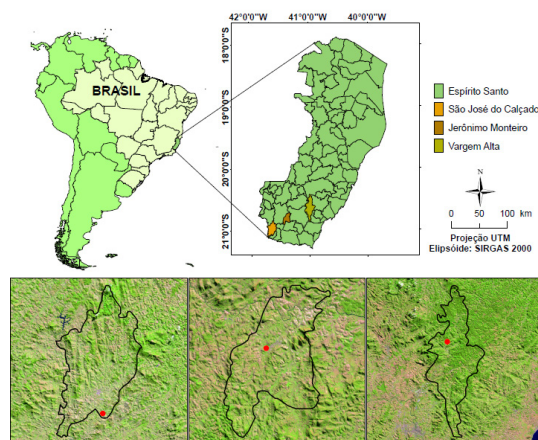 42°0'0"W 41°0'0"W 40°0'0"W
18°0'0"S
19°0'0"S
20°0'0"S
21°0'0"S
BRASIL
Espírito Santo
São José do Calçado
Jerônimo Monteiro
Vargem Alta
N
0 50 100 km
Projeção UTM
Elipsóide: SIRGAS 2000